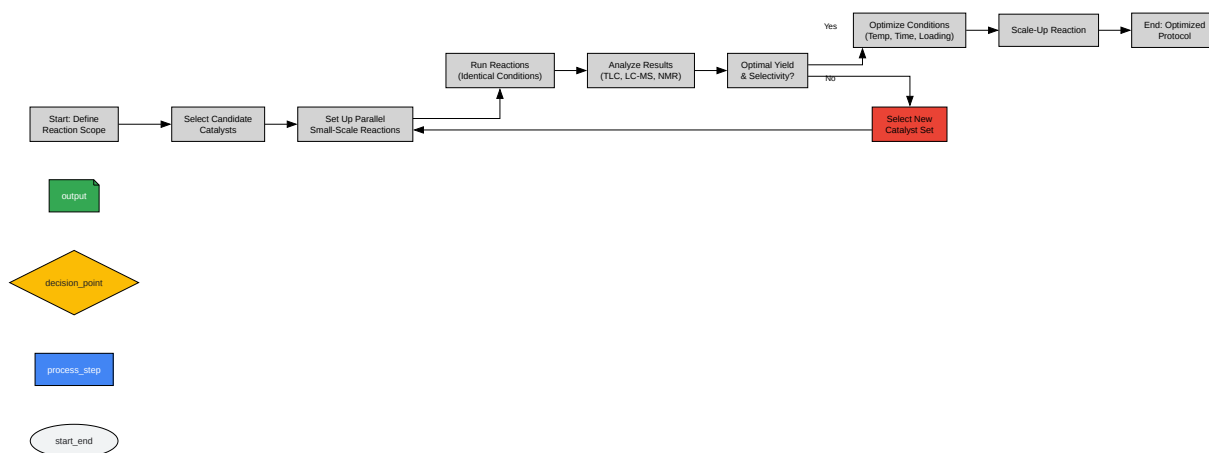 Start: Define
Reaction Scope
Select Candidate
Catalysts
Set Up Parallel
Small-Scale Reactions
Run Reactions
(Identical Conditions)
Analyze Results
(TLC, LC-MS, NMR)
Optimal Yield
& Selectivity?
Yes
No
Optimize Conditions
(Temp, Time, Loading)
Scale-Up Reaction
End: Optimized
Protocol
Select New
Catalyst Set
output
decision_point
process_step
start_end